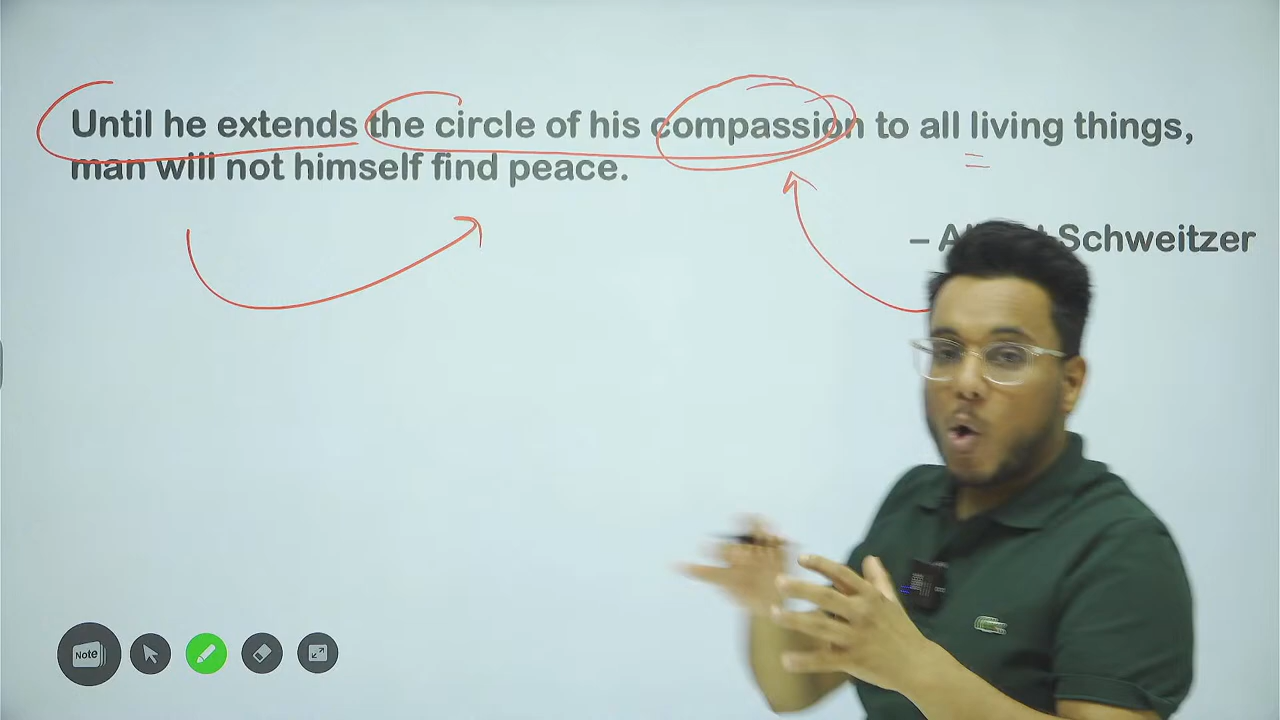 Until he extends the circle of his compassion to all living things,
man will not himself find peace.
– Schweitzer
Note